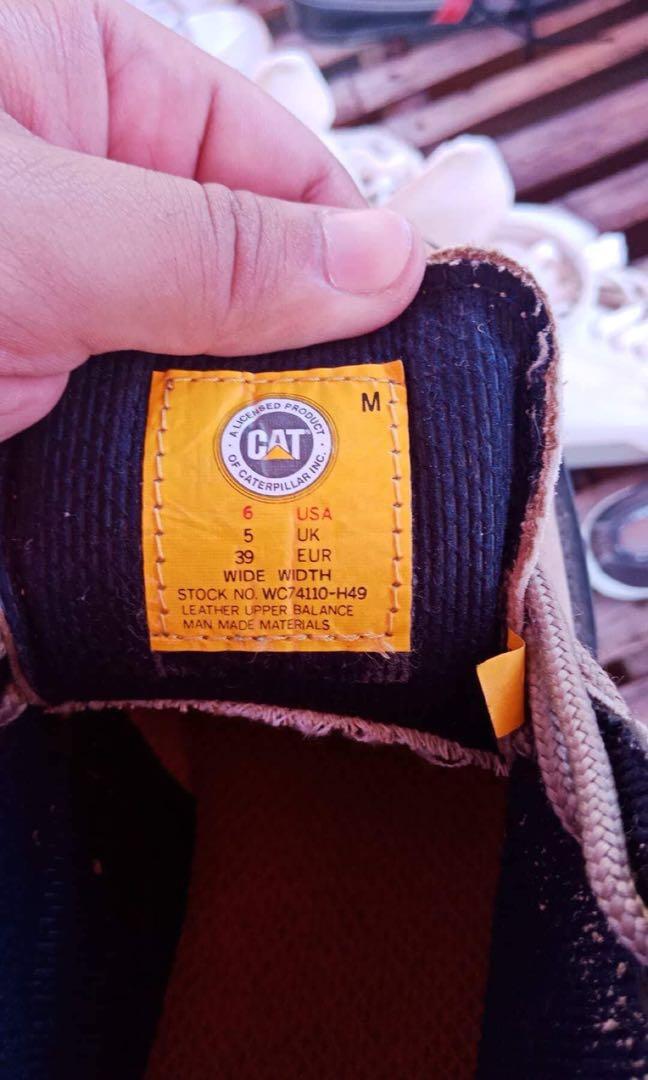 M
A LICENSED PRODUCT
CAT
OF CATERPILLAR INC.
6 USA
5 UK
39 EUR
WIDE WIDTH
STOCK NO. WC74110-H49
LEATHER UPPER BALANCE
MAN MADE MATERIALS